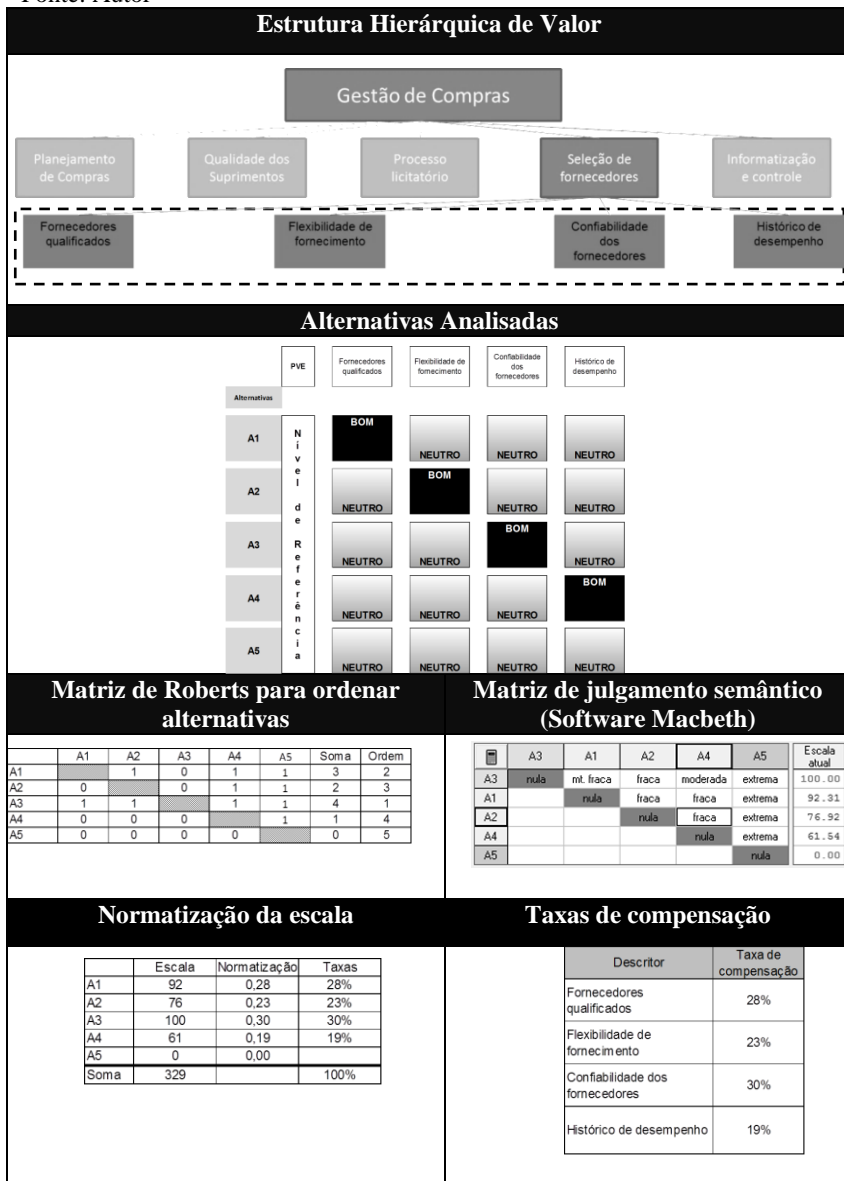 Fonte: Autor
Estrutura Hierárquica de Valor
Gestão de Compras
Planejamento
de Compras
Qualidade dos
Suprimentos
Processo
licitatório
Seleção de
fornecedores
Informatização
e controle
Fornecedores
qualificados
Flexibilidade de
fornecimento
Confiabilidade
dos
fornecedores
Histórico de
desempenho
Alternativas Analisadas
PVE
Fornecedores
qualificados
Flexibilidade de
fornecimento
Confiabilidade
dos
fornecedores
Histórico de
desempenho
Alternativas
Nível de Referência
A1
BOM
NEUTRO NEUTRO NEUTRO
A2
BOM
NEUTRO NEUTRO NEUTRO
A3
BOM
NEUTRO NEUTRO NEUTRO
A4
BOM
NEUTRO NEUTRO NEUTRO
A5
NEUTRO NEUTRO NEUTRO NEUTRO
Matriz de Roberts para ordenar
alternativas
A1 A2 A3 A4 A5 Soma Ordem
A1 1 0 1 1 3 2
A2 0 0 1 1 2 3
A3 1 1 1 1 4 1
A4 0 0 0 1 1 4
A5 0 0 0 0 0 5
Matriz de julgamento semântico
(Software Macbeth)
A3 A1 A2 A4 A5 Escala
atual
A3 nula mt. fraca fraca moderada extrema 100.00
A1 nula fraca fraca extrema 92.31
A2 nula fraca extrema 76.92
A4 nula extrema 61.54
A5 nula 0.00
Normatização da escala
Escala Normatização Taxas
A1 92 0,28 28%
A2 76 0,23 23%
A3 100 0,30 30%
A4 61 0,19 19%
A5 0 0,00
Soma 329 100%
Taxas de compensação
Descritor
Taxa de
compensação
Fornecedores
qualificados
28%
Flexibilidade de
fornecimento
23%
Confiabilidade dos
fornecedores
30%
Histórico de desempenho 19%